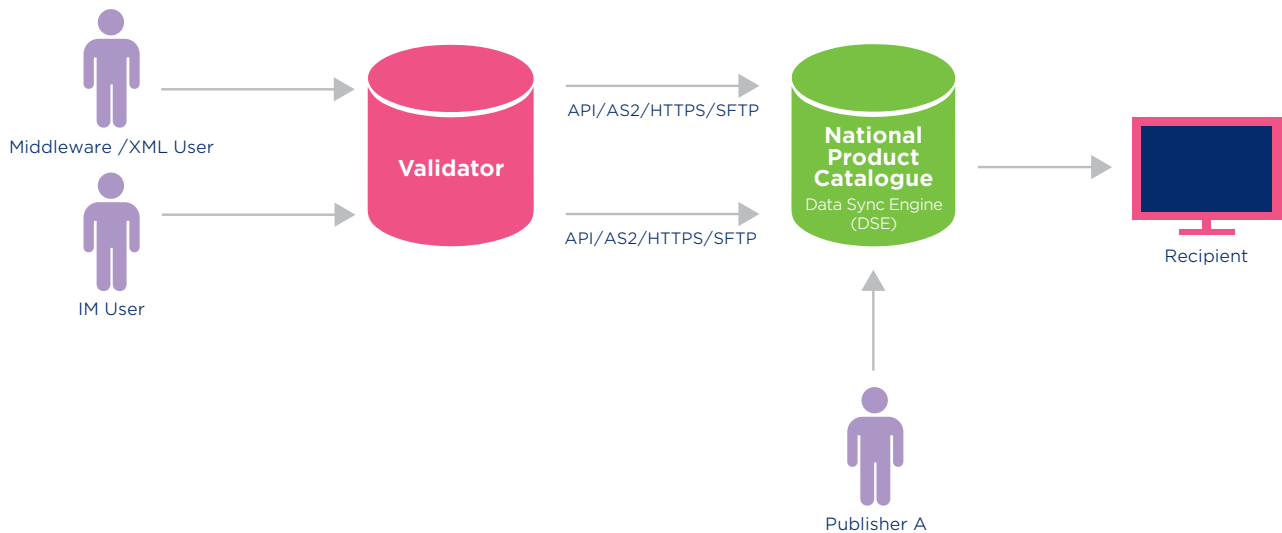 Middleware /XML User
IM User
Validator
API/AS2/HTTPS/SFTP
API/AS2/HTTPS/SFTP
National
Product
Catalogue
Data Sync Engine
(DSE)
Recipient
Publisher A